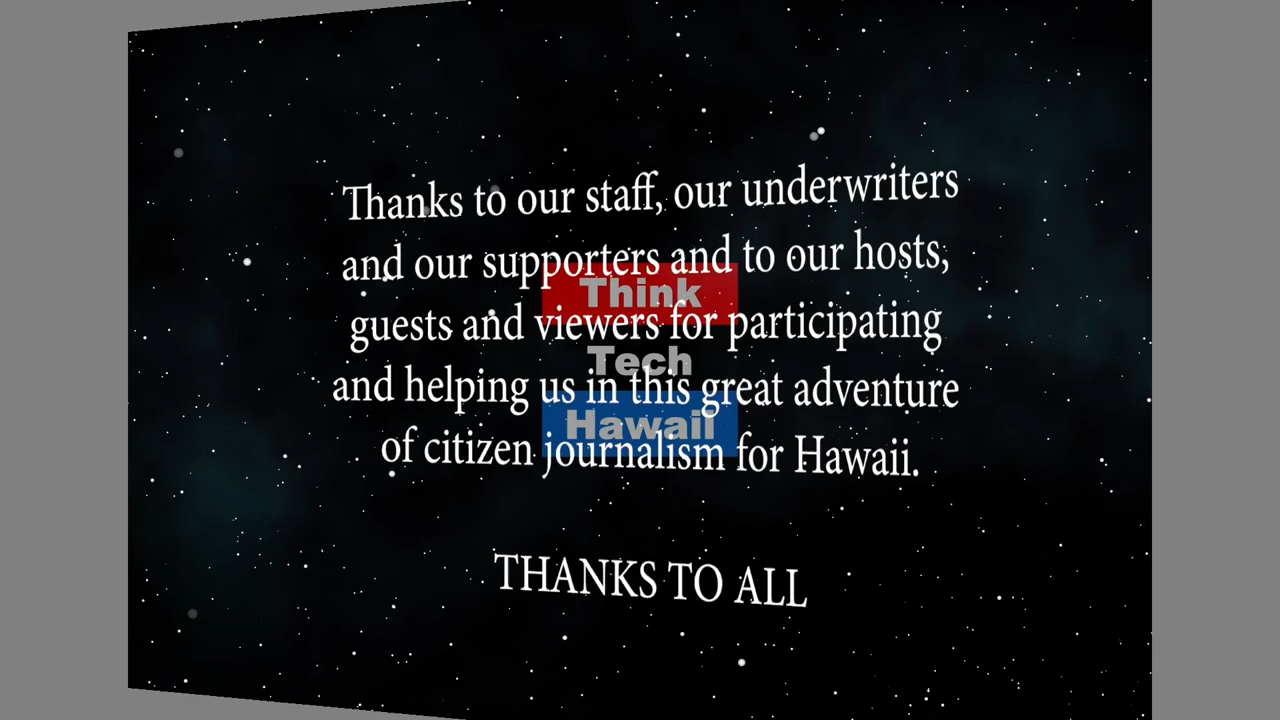 Thanks to our staff, our underwriters
and our supporters and to our hosts,
guests and viewers for participating
and helping us in this great adventure
of citizen journalism for Hawaii.
THANKS TO ALL
Think
Tech
Hawaii